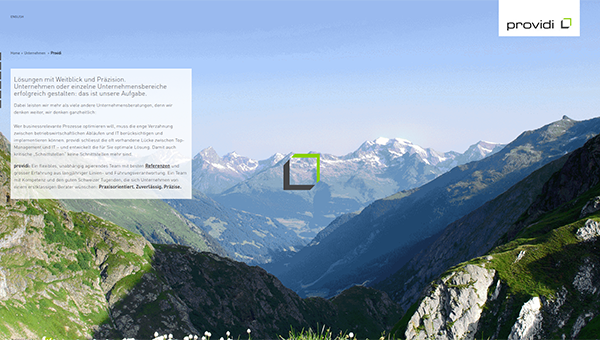 ENGLISH
providi
Home > Unternehmen > Providi
Lösungen mit Weitblick und Präzision.
Unternehmen oder einzelne Unternehmensbereiche
erfolgreich gestalten: das ist unsere Aufgabe.
Dabei leisten wir mehr als viele andere Unternehmensberatungen, denn wir
denken weiter, wir denken ganzheitlich.
Wer businessrelevante Prozesse optimieren will, muss die enge Verzahnung
zwischen betriebswirtschaftlichen Abläufen und IT berücksichtigen und
implementieren können. providi schliesst die oft vorhandene Lücke zwischen Top-
Management und IT – und entwickelt die für Sie optimale Lösung. Damit auch
kritische „Schnittstellen" keine Schnittstellen mehr sind.
providi: Ein flexibles, unabhängig agierendes Team mit besten Referenzen und
grosser Erfahrung aus langjähriger Linien- und Führungsverantwortung. Ein Team
mit Kompetenz und den guten Schweizer Tugenden, die sich Unternehmen von
einem erstklassigen Berater wünschen: Praxisorientiert. Zuverlässig. Präzise.